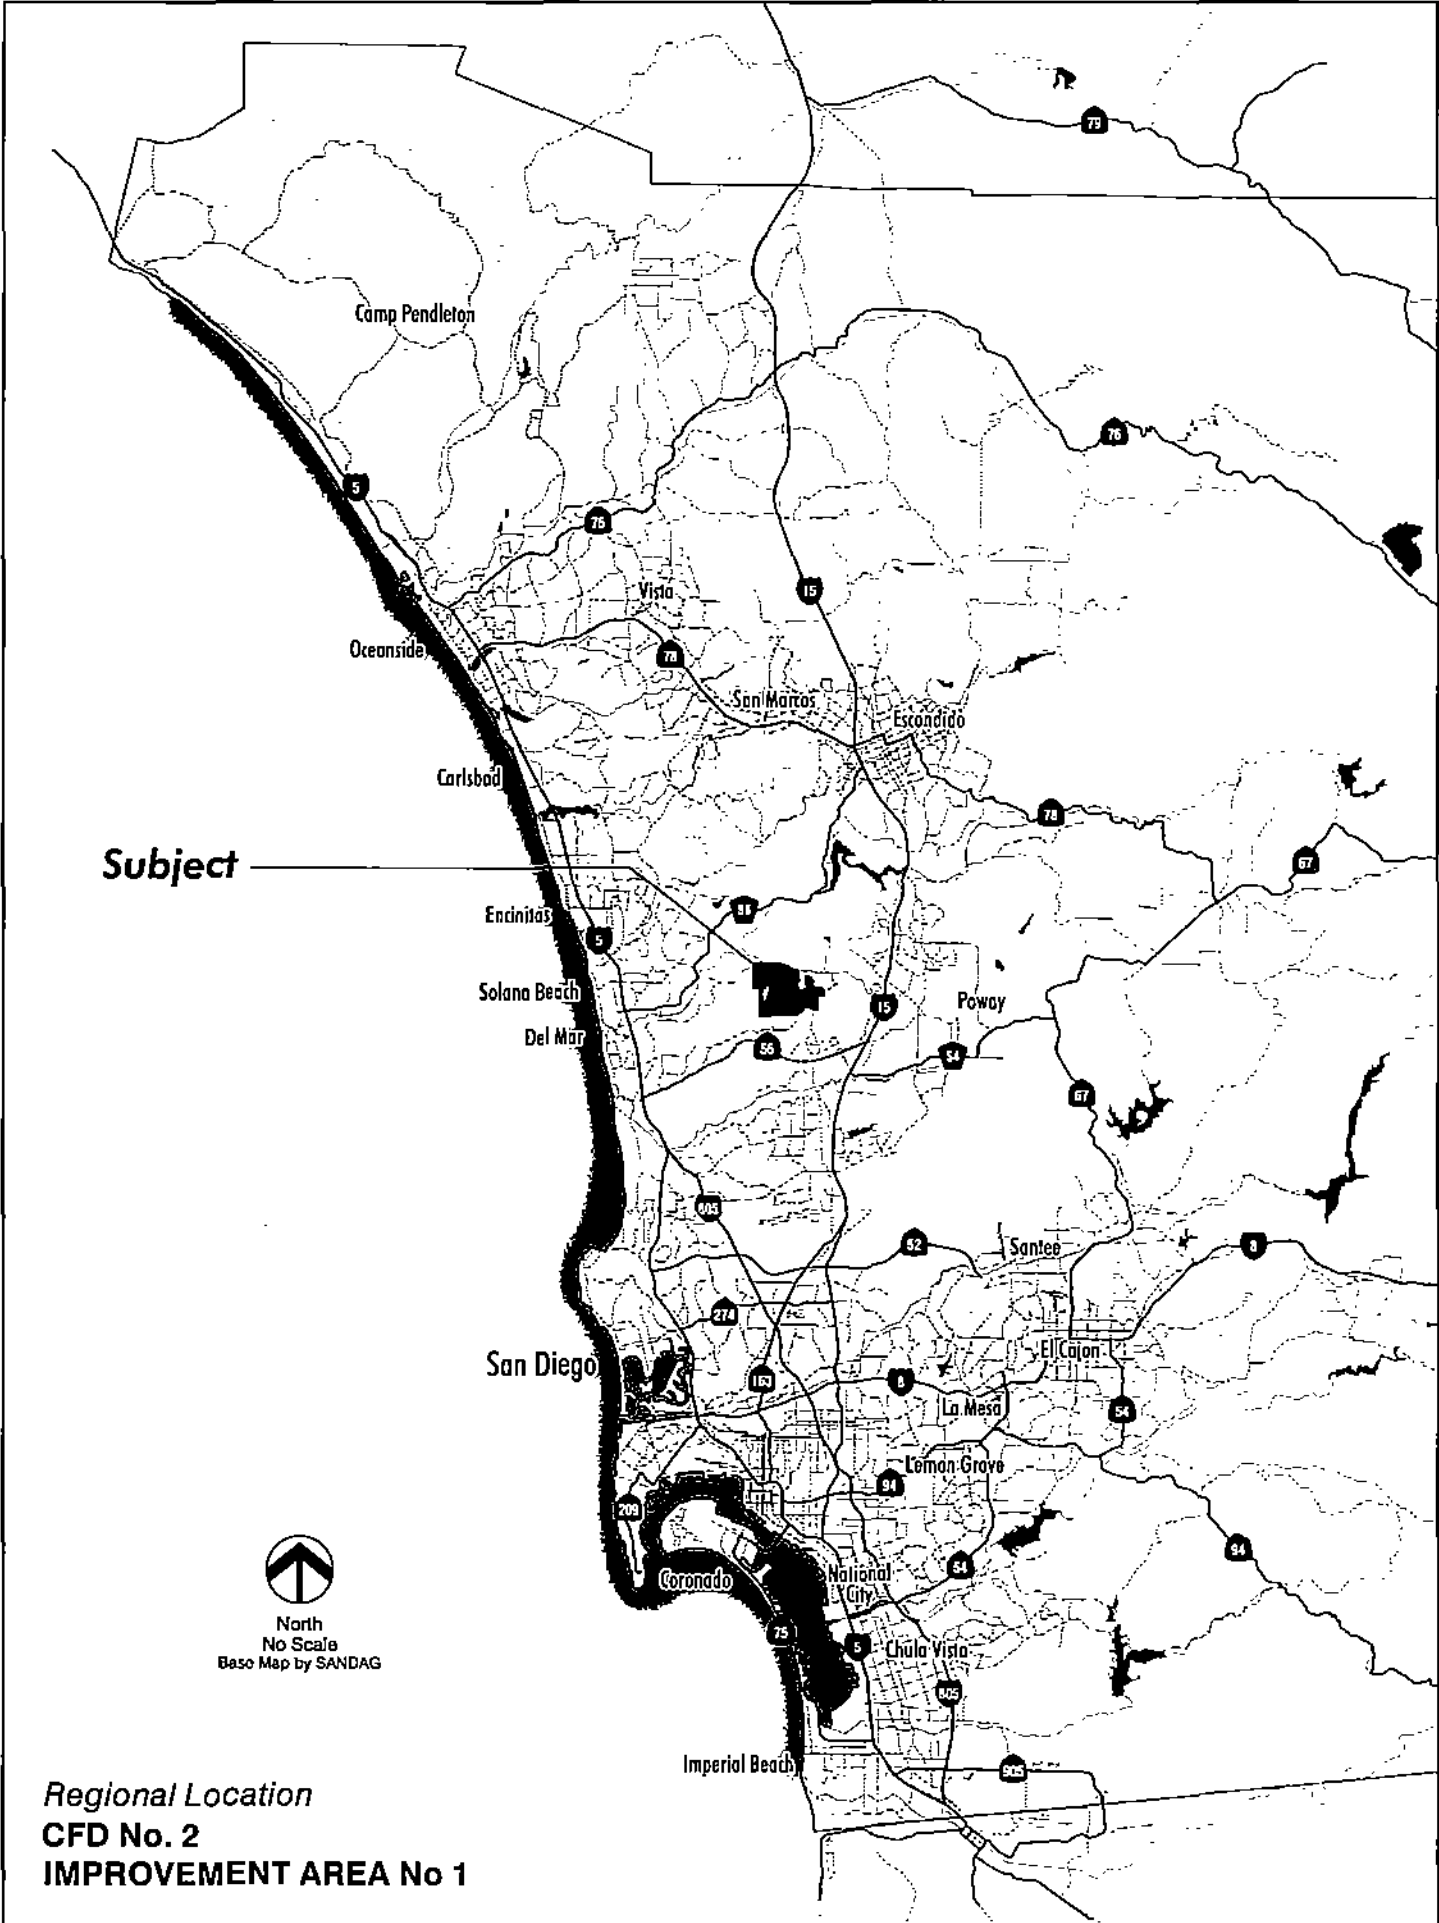 79
Camp Pendleton
76
5
76
Vista
15
Oceanside
78
San Marcos
Escondido
Carlsbad
78
Subject
67
Encinitas
5
Solana Beach
15
Poway
Del Mar
56
54
67
805
52
Santee
8
274
San Diego
El Cajon
163
8
La Mesa
54
Lemon Grove
94
209
94
54
Coronado
National
City
North
No Scale
Base Map by SANDAG
75
5
Chula Vista
805
Imperial Beach
905
Regional Location
CFD No. 2
IMPROVEMENT AREA No 1